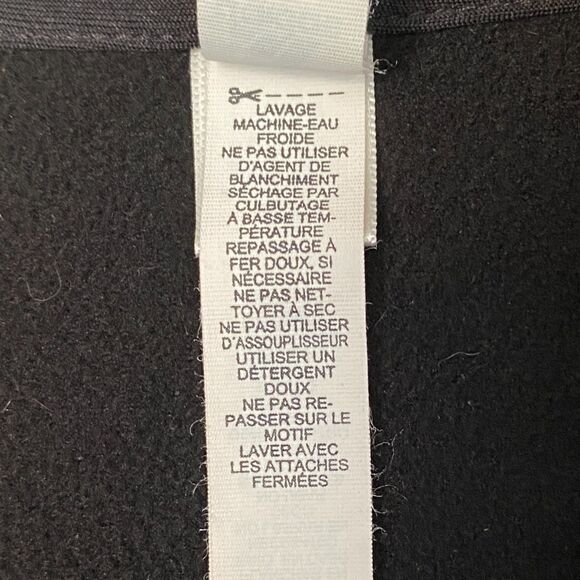 LAVAGE
MACHINE-EAU
FROIDE
NE PAS UTILISER
D'AGENT DE
BLANCHIMENT
SÉCHAGE PAR
CULBUTAGE
À BASSE TEM-
PÉRATURE
REPASSAGE À
FER DOUX, SI
NÉCESSAIRE
NE PAS NET-
TOYER À SEC
NE PAS UTILISER
D'ASSOUPLISSEUR
UTILISER UN
DÉTERGENT
DOUX
NE PAS RE-
PASSER SUR LE
MOTIF
LAVER AVEC
LES ATTACHES
FERMÉES